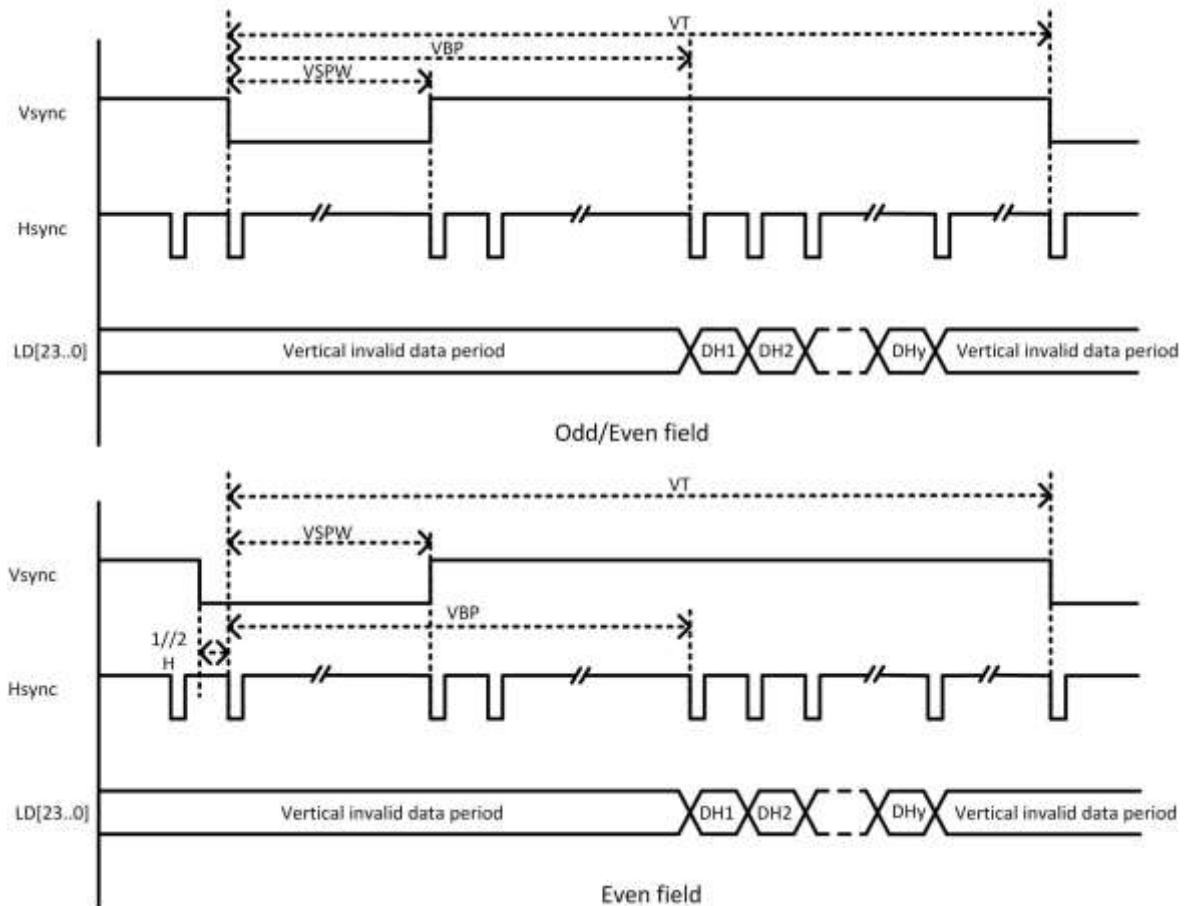 VT
VBP
VSPW
Vsync
Hsync
LD[23..0]
Vertical invalid data period
DH1
DH2
DHy
Vertical invalid data period
Odd/Even field
VT
VSPW
Vsync
VBP
1//2
H
Hsync
LD[23..0]
Vertical invalid data period
DH1
DH2
DHy
Vertical invalid data period
Even field